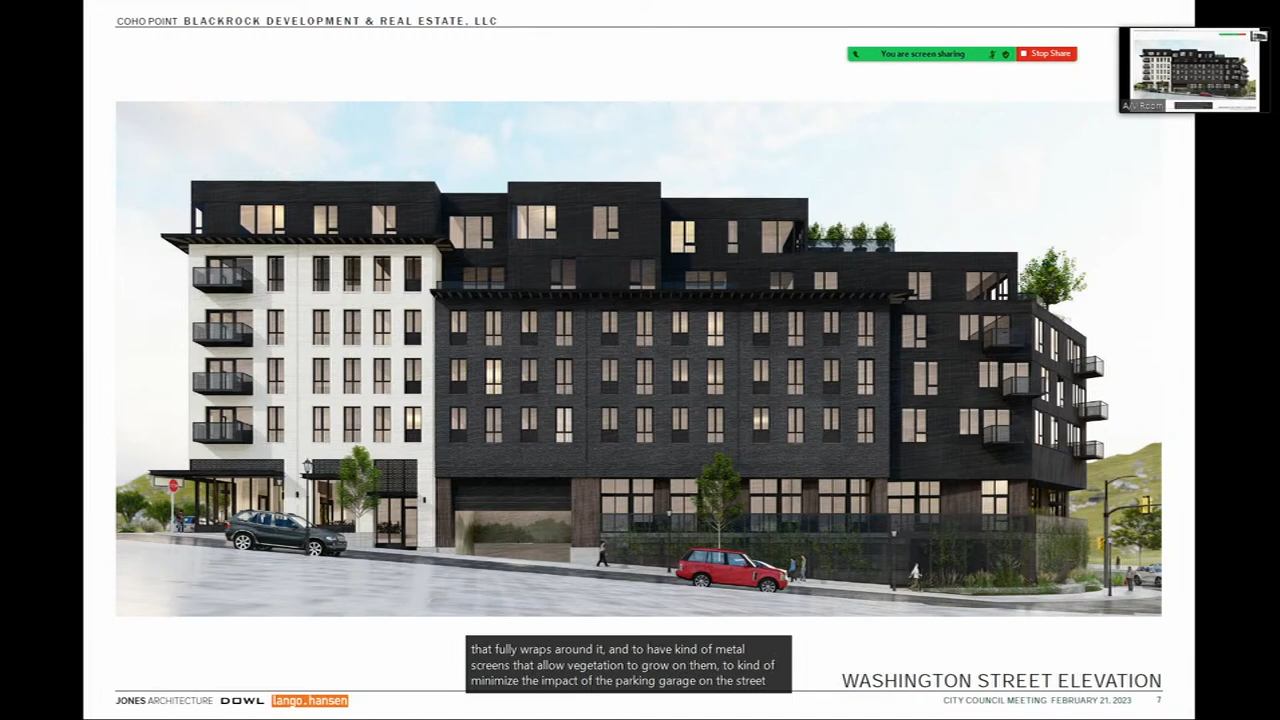 COHO POINT BLACKROCK DEVELOPMENT & REAL ESTATE, LLC
You are screen sharing
Stop Share
A/V Room
that fully wraps around it, and to have kind of metal
screens that allow vegetation to grow on them, to kind of
minimize the impact of the parking garage on the street
WASHINGTON STREET ELEVATION
JONES ARCHITECTURE DOWL lango.hansen
CITY COUNCIL MEETING FEBRUARY 21, 2023 7